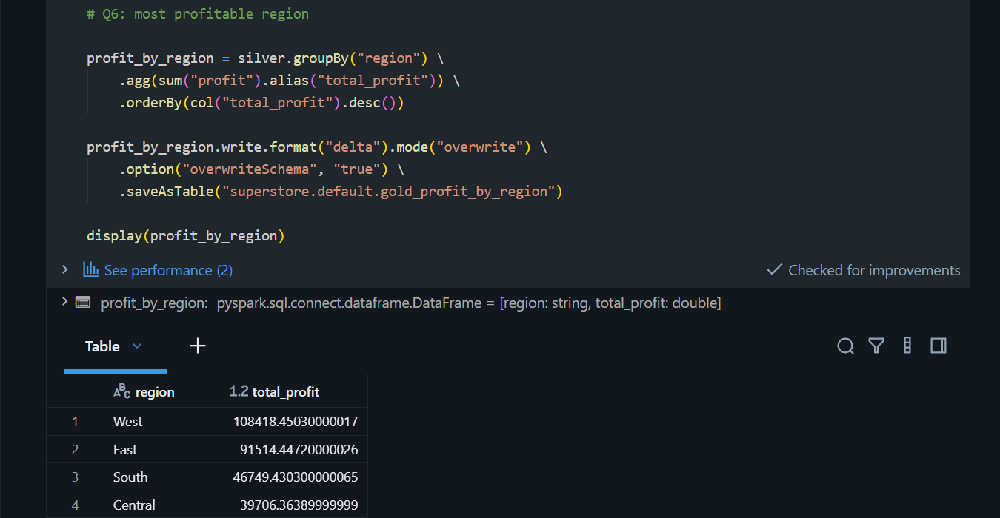 # Q6: most profitable region
profit_by_region = silver.groupBy("region") \
.agg(sum("profit").alias("total_profit")) \
.orderBy(col("total_profit").desc())
profit_by_region.write.format("delta").mode("overwrite") \
.option("overwriteSchema", "true") \
.saveAsTable("superstore.default.gold_profit_by_region")
display(profit_by_region)
See performance (2) Checked for improvements
profit_by_region: pyspark.sql.connect.dataframe.DataFrame = [region: string, total_profit: double]
Table
ABC region 1.2 total_profit
1 West 108418.45030000017
2 East 91514.44720000026
3 South 46749.430300000065
4 Central 39706.36389999999